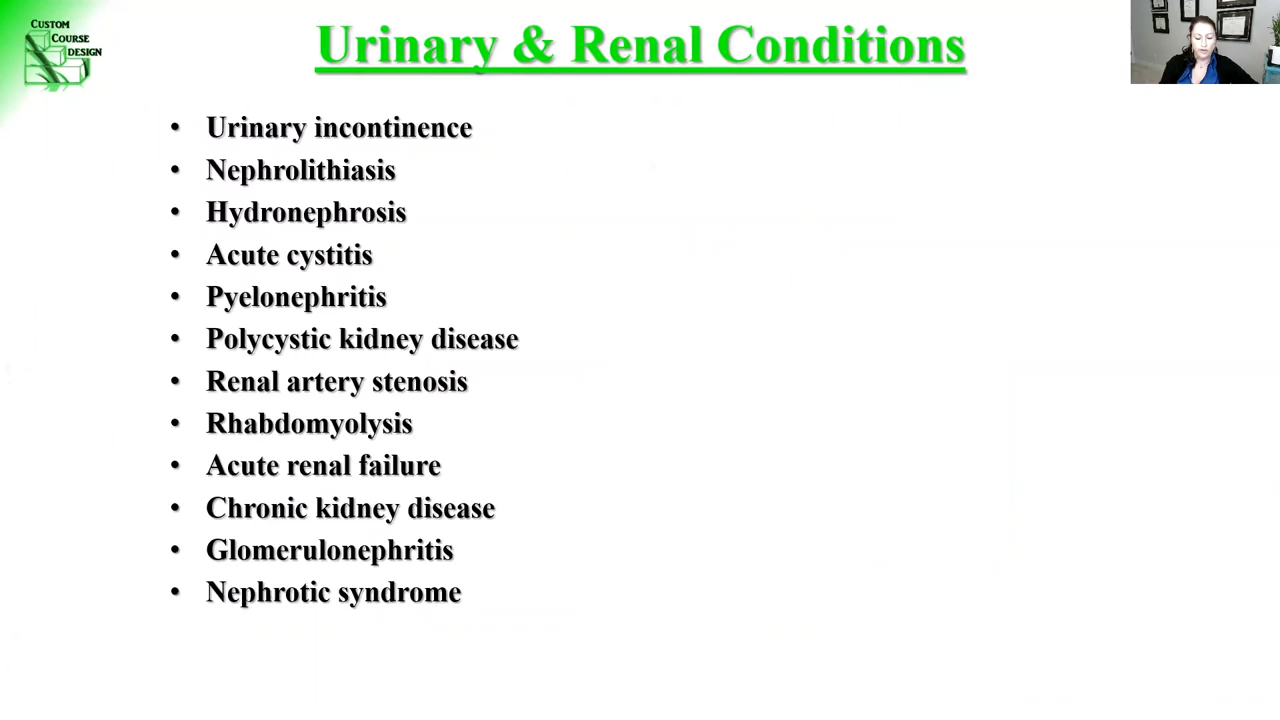 CUSTOM
COURSE
DESIGN
Urinary & Renal Conditions
• Urinary incontinence
• Nephrolithiasis
• Hydronephrosis
• Acute cystitis
• Pyelonephritis
• Polycystic kidney disease
• Renal artery stenosis
• Rhabdomyolysis
• Acute renal failure
• Chronic kidney disease
• Glomerulonephritis
• Nephrotic syndrome